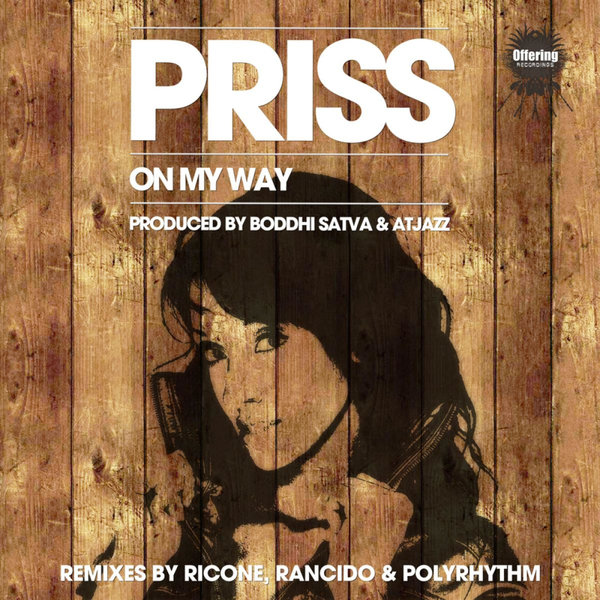 PRISS
Offering
RECORDINGS
ON MY WAY
PRODUCED BY BODDHI SATVA & ATJAZZ
REMIXES BY RICONE, RANCIDO & POLYRHYTHM